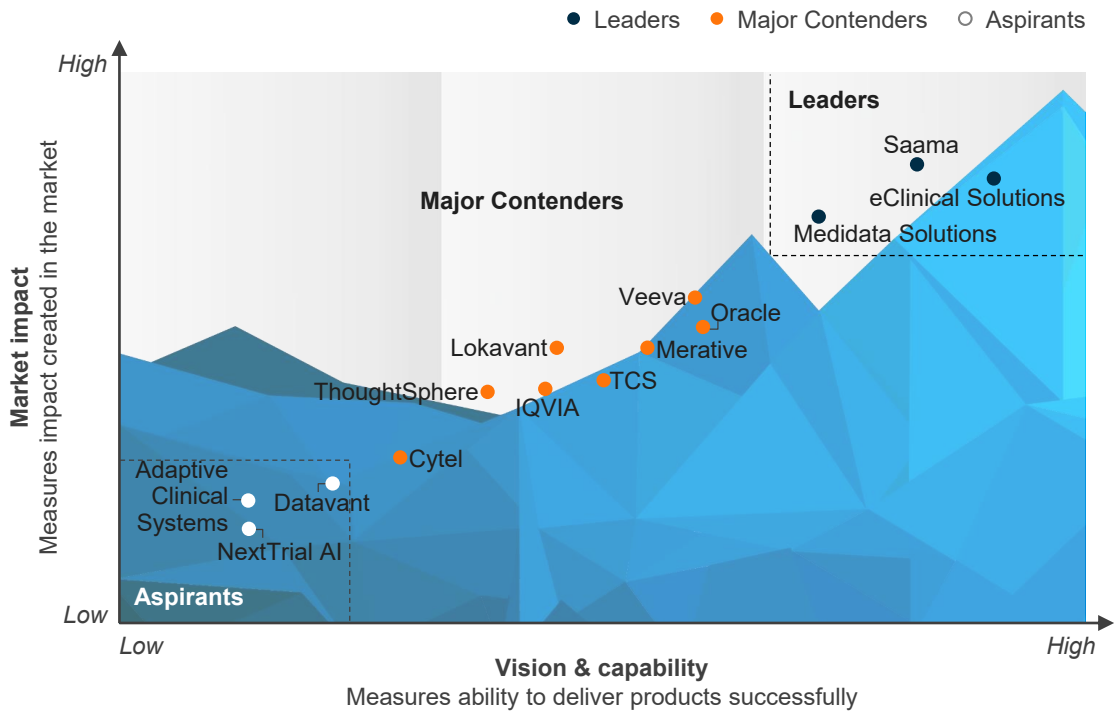 Leaders Major Contenders Aspirants
High
Leaders
Saama
eClinical Solutions
Medidata Solutions
Major Contenders
Veeva
Oracle
Lokavant
Merative
TCS
ThoughtSphere
IQVIA
Cytel
Adaptive
Clinical
Systems
Datavant
NextTrial AI
Aspirants
Market impact
Measures impact created in the market
Low
Low
High
Vision & capability
Measures ability to deliver products successfully